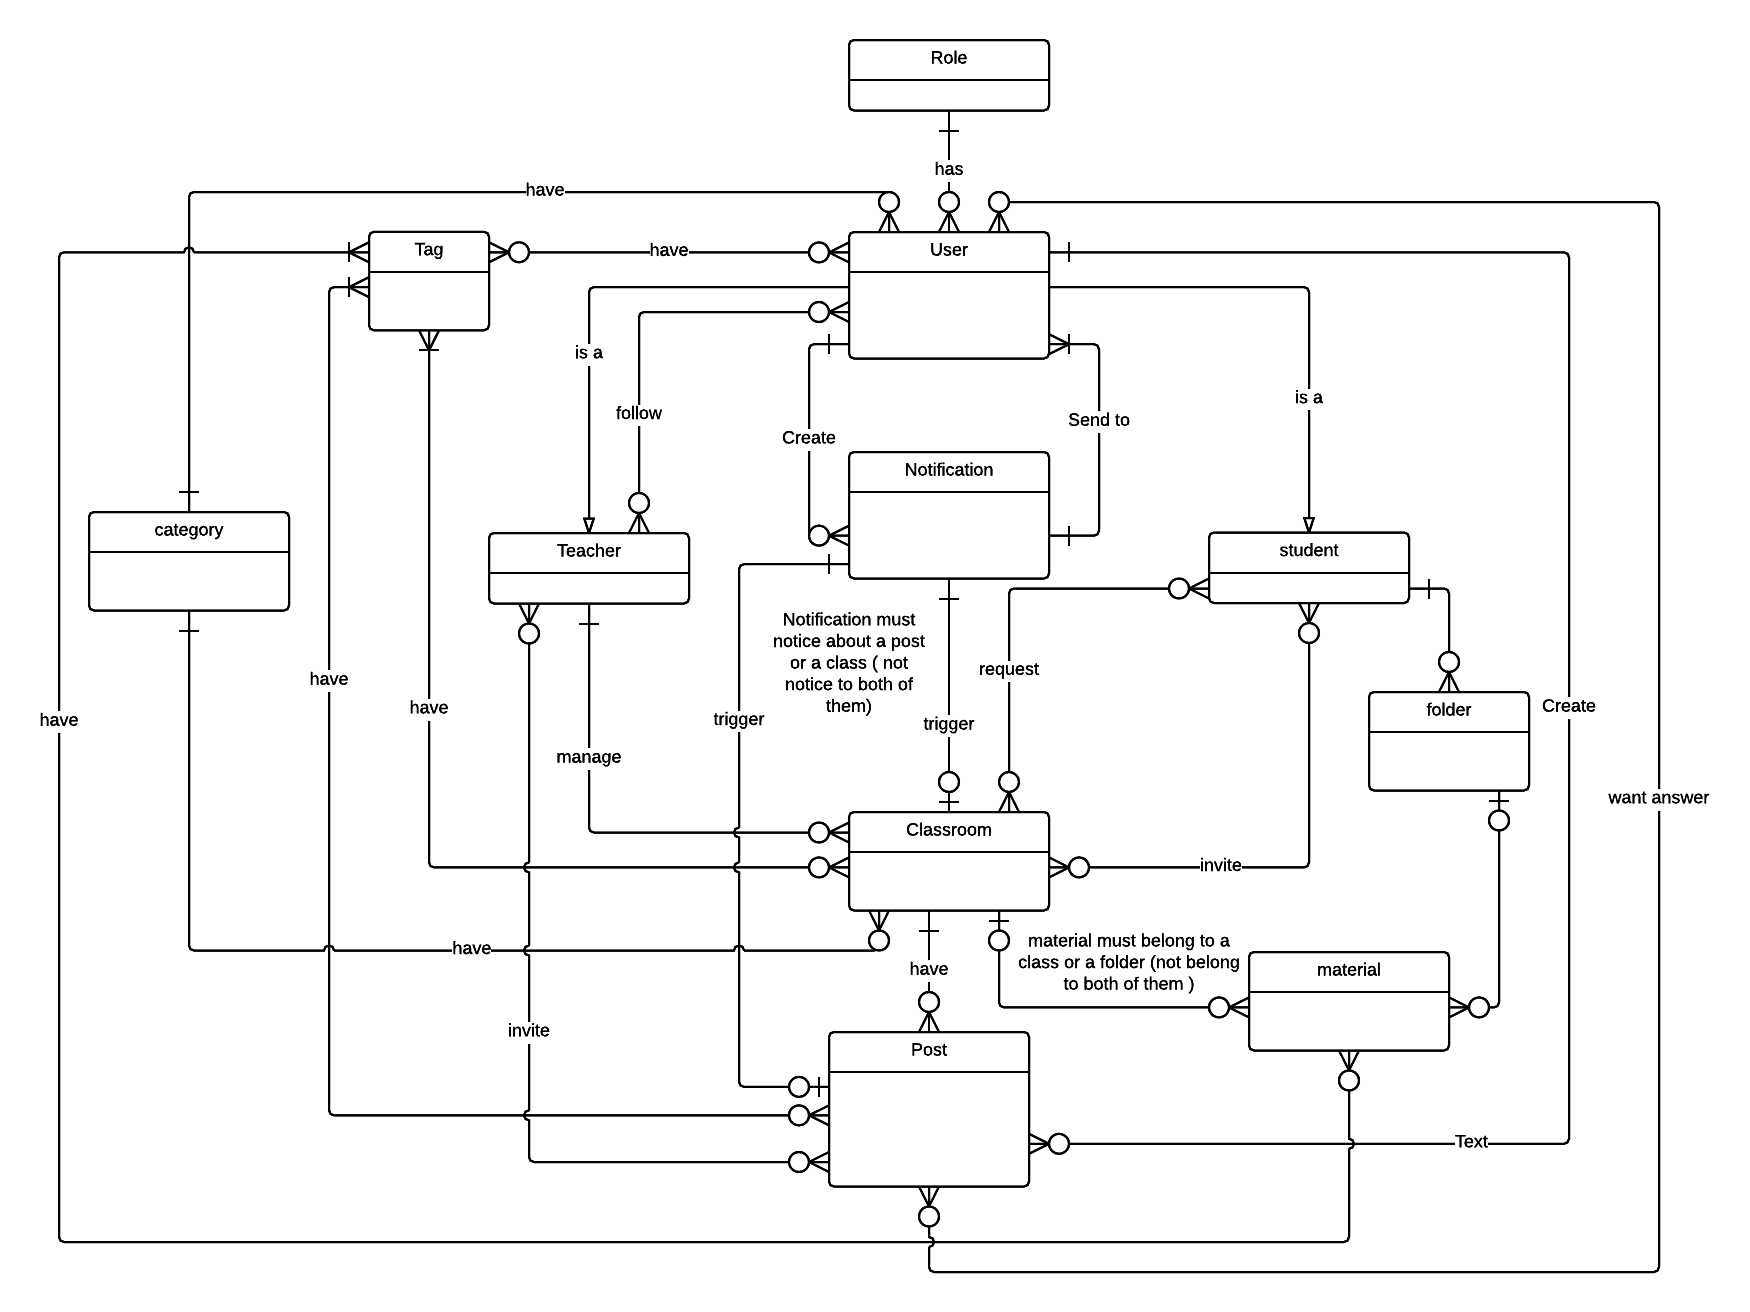 Role
has
have
Tag
have
User
is a
follow
Create
Send to
is a
Notification
category
Teacher
student
Notification must
notice about a post
or a class ( not
notice to both of
them)
request
have
have
have
trigger
trigger
manage
folder
Create
want answer
Classroom
invite
have
material must belong to a
class or a folder (not belong
to both of them )
have
material
invite
Post
Text